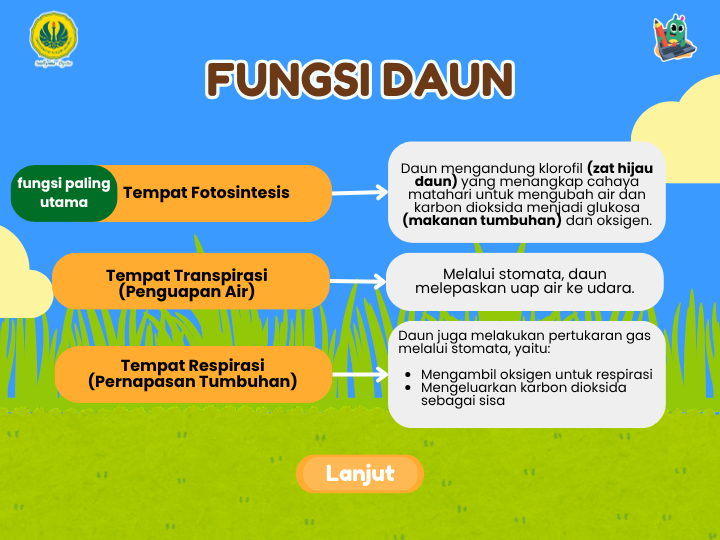 FUNGSI DAUN
fungsi paling
utama
Tempat Fotosintesis
Daun mengandung klorofil (zat hijau
daun) yang menangkap cahaya
matahari untuk mengubah air dan
karbon dioksida menjadi glukosa
(makanan tumbuhan) dan oksigen.
Tempat Transpirasi
(Penguapan Air)
Melalui stomata, daun
melepaskan uap air ke udara.
Tempat Respirasi
(Pernapasan Tumbuhan)
Daun juga melakukan pertukaran gas
melalui stomata, yaitu:
• Mengambil oksigen untuk respirasi
• Mengeluarkan karbon dioksida
sebagai sisa
Lanjut